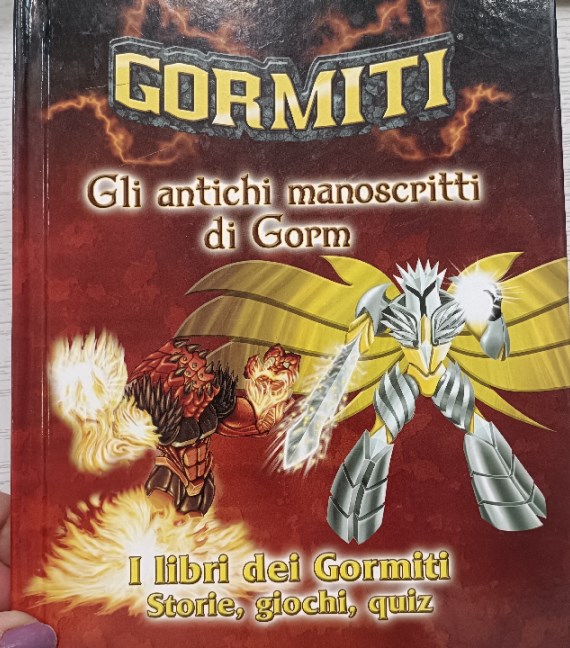 GORMITI®
Gli antichi manoscritti
di Gorm
I libri dei Gormiti
Storie, giochi, quiz